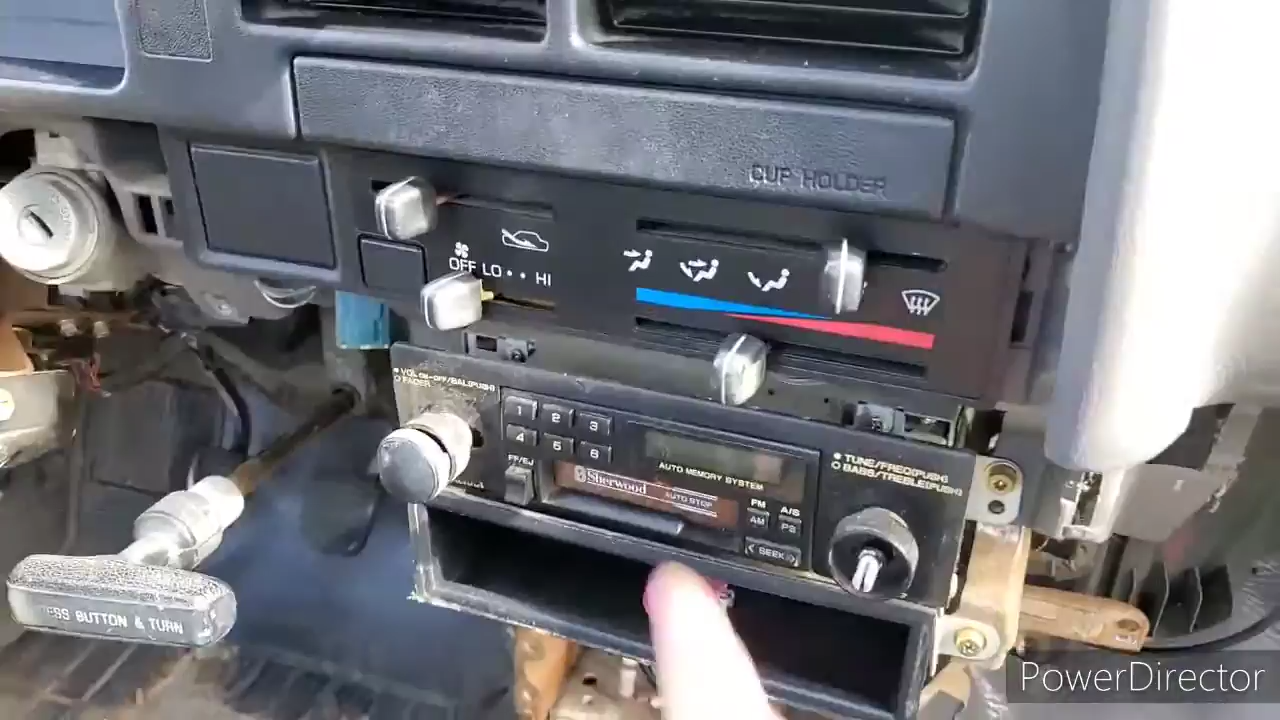 CUP HOLDER
OFF LO • • HI
• VOL ON-OFF/BAL(PUSH)
○ FADER
1 2 3
4 5 6
FF/EJ
AUTO MEMORY SYSTEM
Sherwood
AUTO STOP
FM
AM
A/S
PS
< SEEK >
• TUNE/FREQ(PUSH)
○ BASS/TREBLE(PUSH)
ESS BUTTON & TURN
PowerDirector